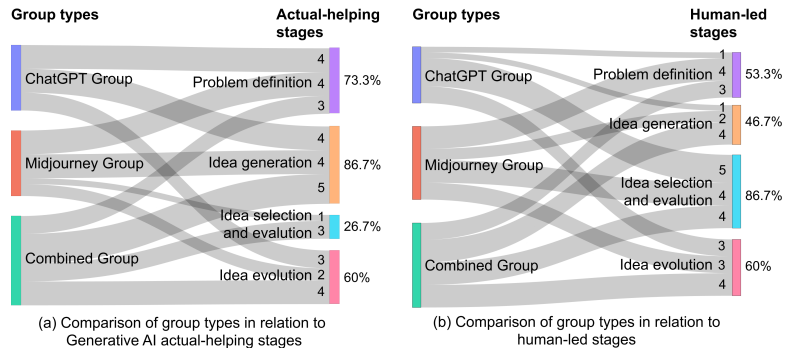 Group types
Actual-helping
stages
ChatGPT Group
Midjourney Group
Combined Group
4
Problem definition 4
3
73.3%
4
Idea generation 4
5
86.7%
Idea selection 1
and evalution 3
26.7%
3
Idea evolution 2
4
60%
(a) Comparison of group types in relation to
Generative AI actual-helping stages
Group types
Human-led
stages
ChatGPT Group
Midjourney Group
Combined Group
1
Problem definition 4
3
53.3%
1
Idea generation 2
4
46.7%
5
Idea selection
and evalution 4
4
86.7%
3
Idea evolution 3
4
60%
(b) Comparison of group types in relation to
human-led stages